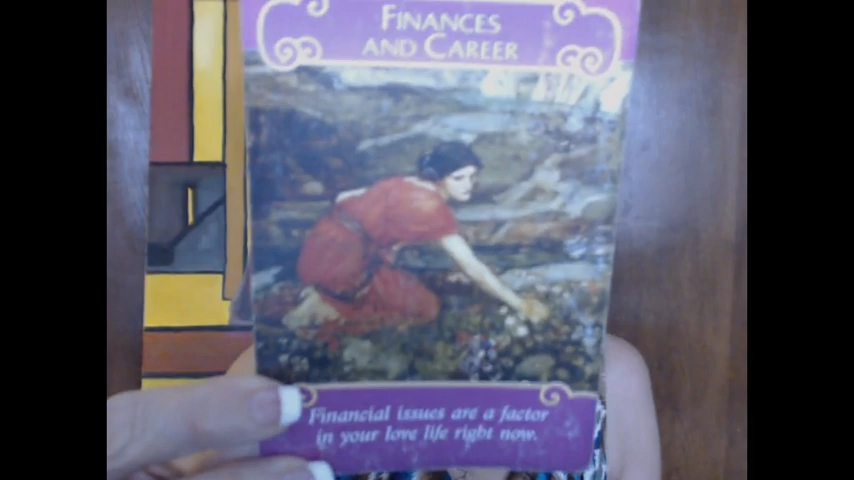 FINANCES
AND CAREER
Financial issues are a factor
in your love life right now.